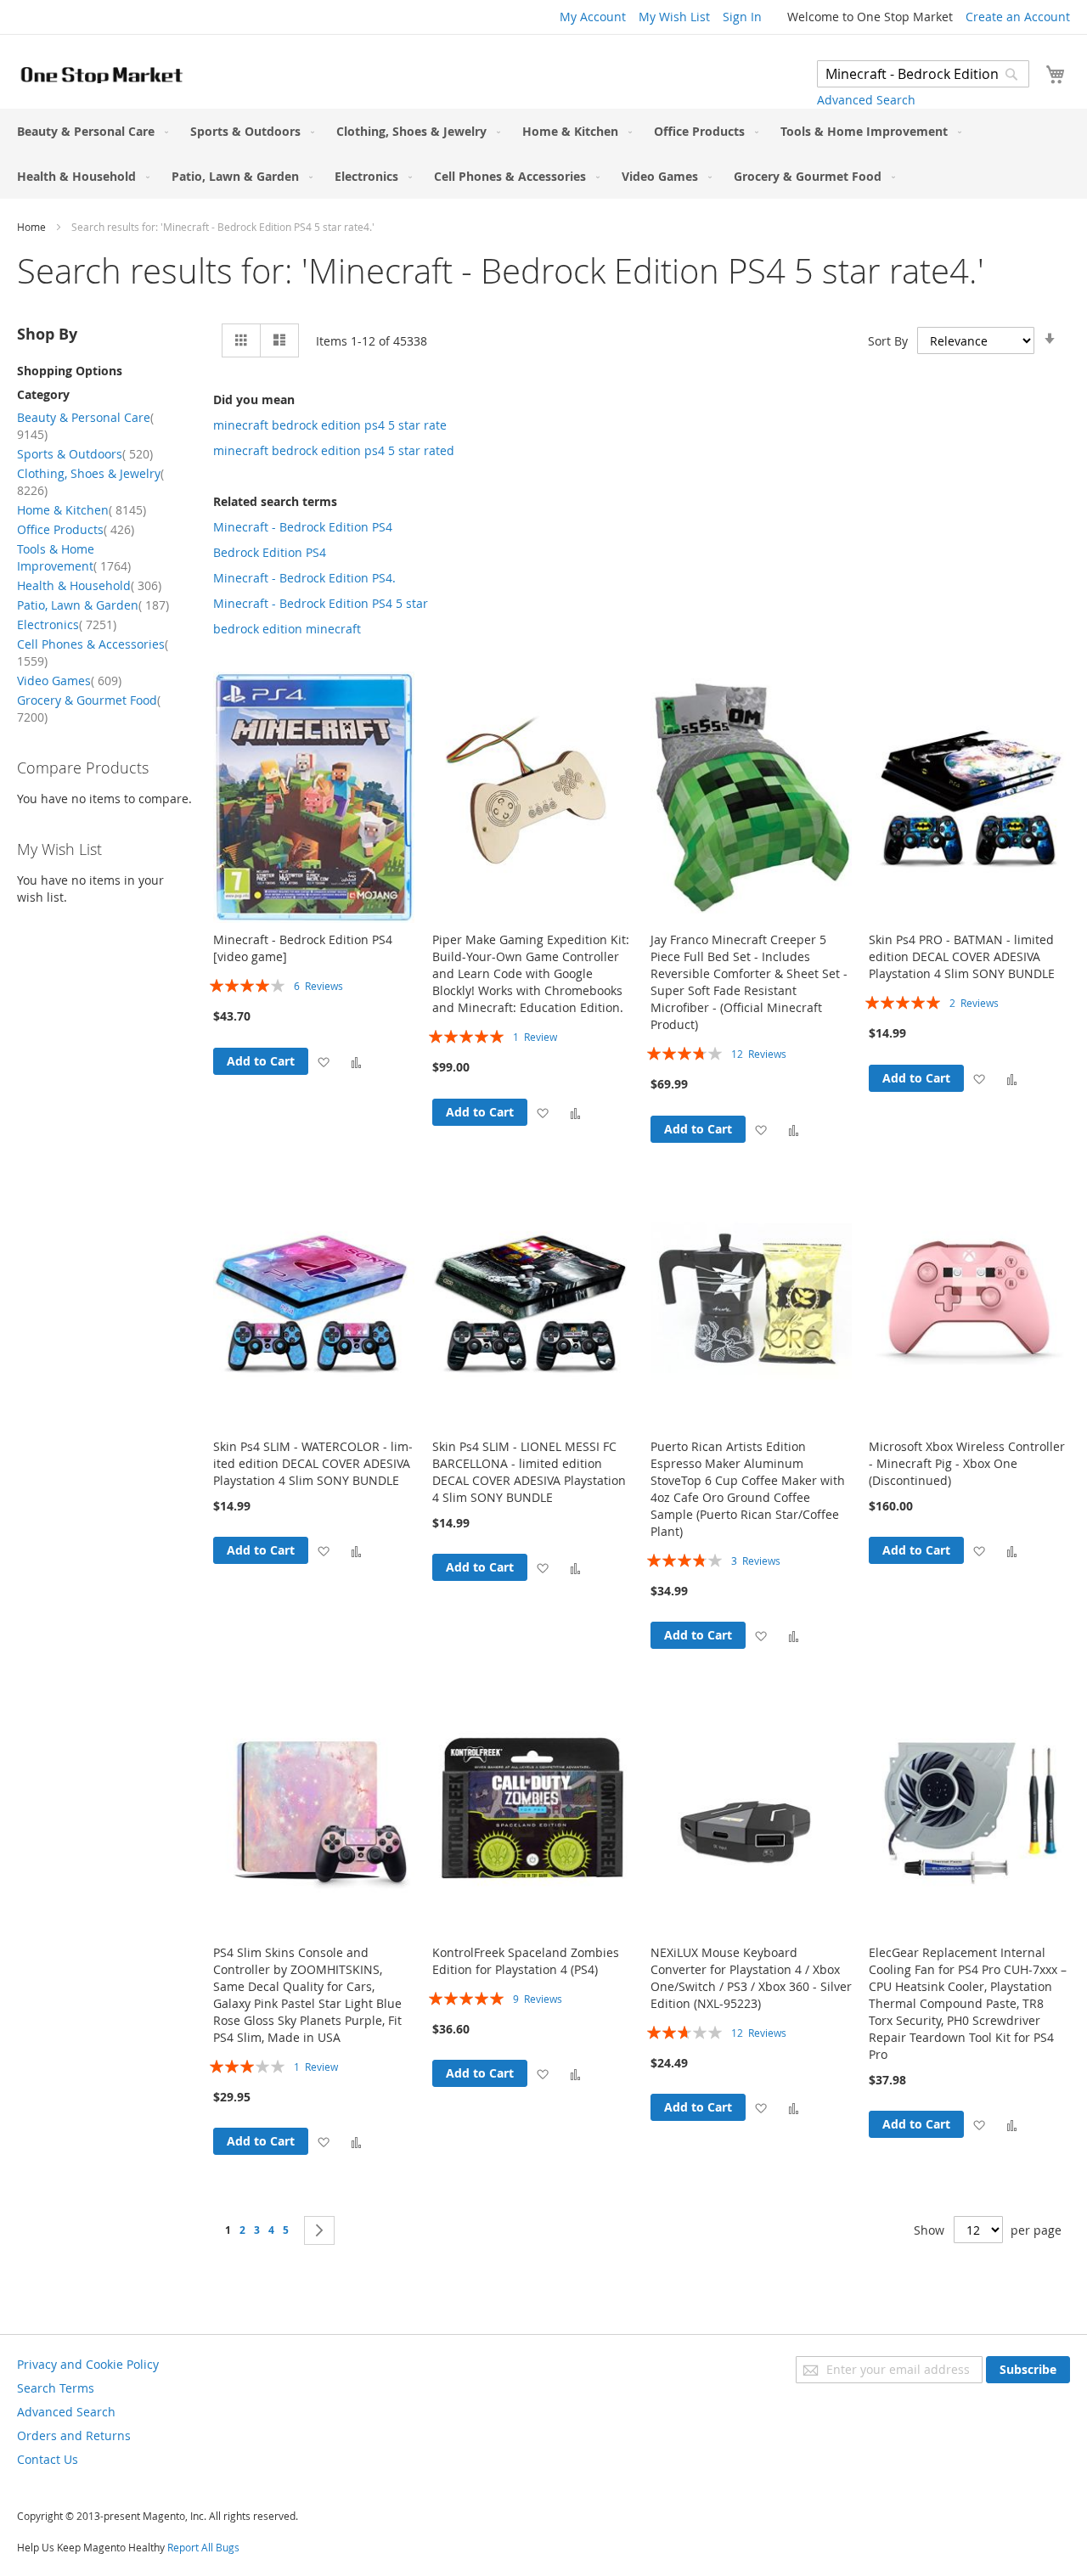 My Account My Wish List Sign In Welcome to One Stop Market Create an Account
One Stop Market
Minecraft - Bedrock Edition
Advanced Search
Beauty & Personal Care Sports & Outdoors Clothing, Shoes & Jewelry Home & Kitchen Office Products Tools & Home Improvement
Health & Household Patio, Lawn & Garden Electronics Cell Phones & Accessories Video Games Grocery & Gourmet Food
Home > Search results for: 'Minecraft - Bedrock Edition PS4 5 star rate4.'
Search results for: 'Minecraft - Bedrock Edition PS4 5 star rate4.'
Shop By
Shopping Options
Category
Beauty & Personal Care(
9145)
Sports & Outdoors( 520)
Clothing, Shoes & Jewelry(
8226)
Home & Kitchen( 8145)
Office Products( 426)
Tools & Home
Improvement( 1764)
Health & Household( 306)
Patio, Lawn & Garden( 187)
Electronics( 7251)
Cell Phones & Accessories(
1559)
Video Games( 609)
Grocery & Gourmet Food(
7200)
Compare Products
You have no items to compare.
My Wish List
You have no items in your
wish list.
Items 1-12 of 45338
Sort By Relevance
Did you mean
minecraft bedrock edition ps4 5 star rate
minecraft bedrock edition ps4 5 star rated
Related search terms
Minecraft - Bedrock Edition PS4
Bedrock Edition PS4
Minecraft - Bedrock Edition PS4.
Minecraft - Bedrock Edition PS4 5 star
bedrock edition minecraft
PS4
MINECRAFT
7
MOJANG
Minecraft - Bedrock Edition PS4
[video game]
6 Reviews
$43.70
Add to Cart
Piper Make Gaming Expedition Kit:
Build-Your-Own Game Controller
and Learn Code with Google
Blockly! Works with Minecraft
and Minecraft: Education Edition.
1 Review
$99.00
Add to Cart
Jay Franco Minecraft Creeper 5
Piece Full Bed Set - Includes
Reversible Comforter & Sheet Set -
Super Soft Fade Resistant
Microfiber - (Official Minecraft
Product)
12 Reviews
$69.99
Add to Cart
Skin Ps4 PRO - BATMAN - limited
edition DECAL COVER ADESIVA
Playstation 4 Slim SONY BUNDLE
2 Reviews
$14.99
Add to Cart
SONY
Skin Ps4 SLIM - WATERCOLOR - lim-
ited edition DECAL COVER ADESIVA
Playstation 4 Slim SONY BUNDLE
$14.99
Add to Cart
Skin Ps4 SLIM - LIONEL MESSI FC
BARCELLONA - limited edition
DECAL COVER ADESIVA Playstation
4 Slim SONY BUNDLE
$14.99
Add to Cart
ORO
Puerto Rican Artists Edition
Espresso Maker Aluminum
StoveTop 6 Cup Coffee Maker with
4oz Cafe Oro Ground Coffee
Sample (Puerto Rican Star/Coffee
Plant)
3 Reviews
$34.99
Add to Cart
Microsoft Xbox Wireless Controller
- Minecraft Pig - Xbox One
(Discontinued)
$160.00
Add to Cart
PS4 Slim Skins Console and
Controller by ZOOMHITSKINS,
Same Decal Quality for Cars,
Galaxy Pink Pastel Star Light Blue
Rose Gloss Sky Planets Purple, Fit
PS4 Slim, Made in USA
1 Review
$29.95
Add to Cart
KONTROLFREEK
CALL OF DUTY
ZOMBIES
KontrolFreek Spaceland Zombies
Edition for Playstation 4 (PS4)
9 Reviews
$36.60
Add to Cart
NEXiLUX Mouse Keyboard
Converter for Playstation 4 / Xbox
One/Switch / PS3 / Xbox 360 - Silver
Edition (NXL-95223)
12 Reviews
$24.49
Add to Cart
ElecGear Replacement Internal
Cooling Fan for PS4 Pro CUH-7xxx –
CPU Heatsink Cooler, Playstation
Thermal Compound Paste, TR8
Torx Security, PH0 Screwdriver
Repair Teardown Tool Kit for PS4
Pro
$37.98
Add to Cart
1 2 3 4 5
Show 12 per page
Privacy and Cookie Policy
Search Terms
Advanced Search
Orders and Returns
Contact Us
Enter your email address
Subscribe
Copyright © 2013-present Magento, Inc. All rights reserved.
Help Us Keep Magento Healthy Report All Bugs